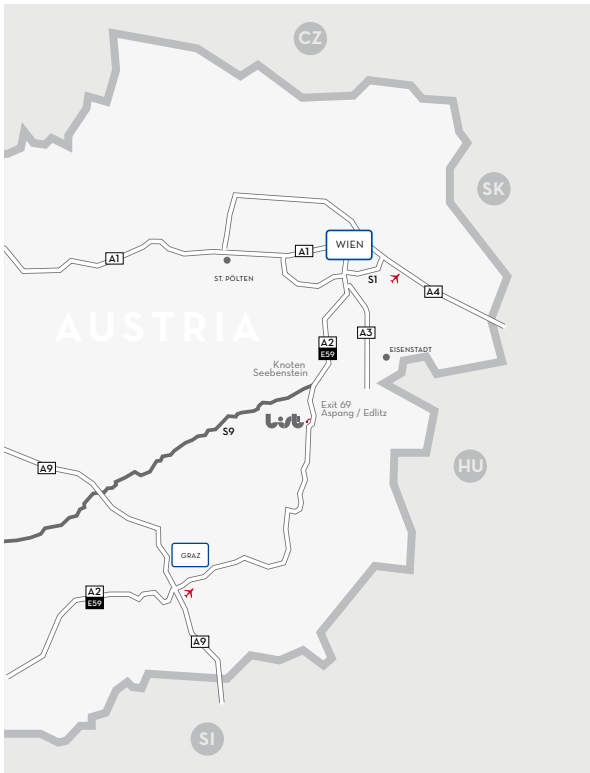 CZ
SK
WIEN
A1
A1
ST. PÖLTEN
S1
A4
AUSTRIA
A3
A2
E59
EISENSTADT
Knoten
Seebenstein
Exit 69
Aspang / Edlitz
List
S9
HU
A9
GRAZ
A2
E59
A9
SI